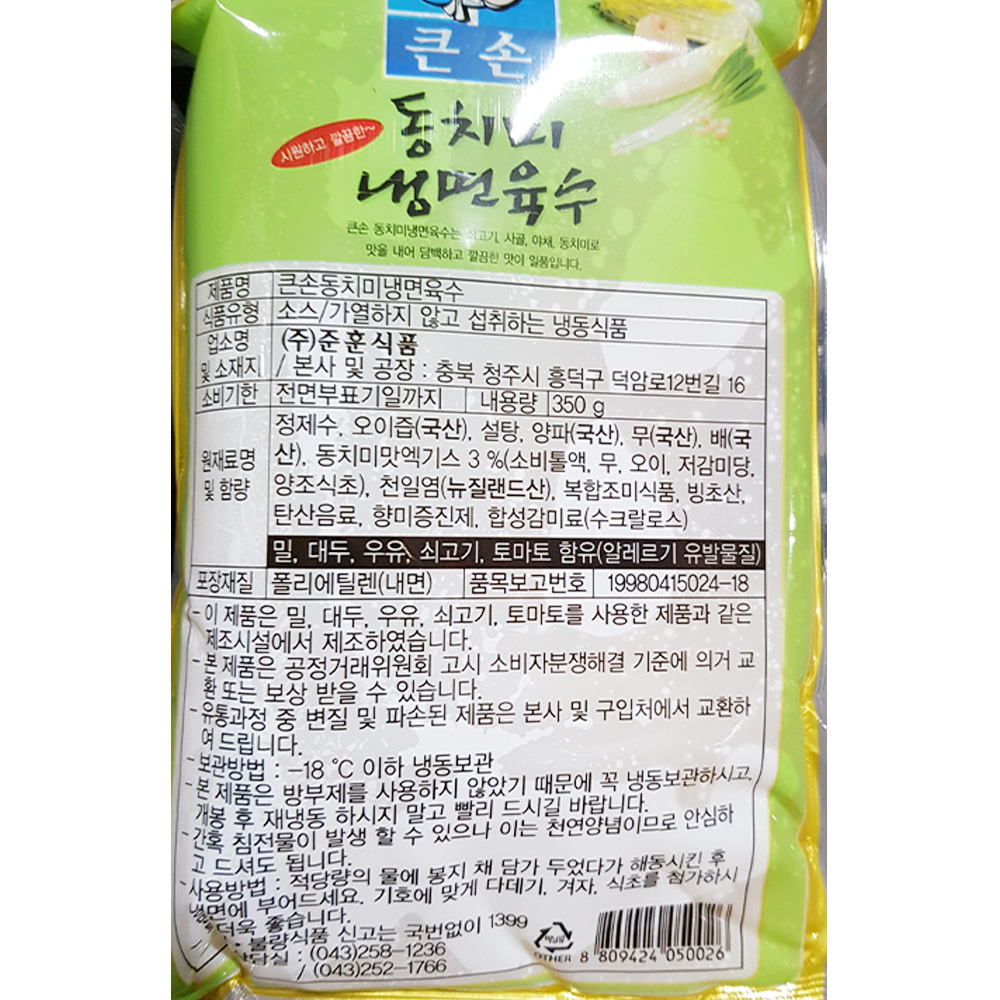 큰손
시원하고 깔끔한~
동치미
냉면육수
큰손 동치미냉면육수는 쇠고기, 사골, 야채, 동치미로
맛을 내어 담백하고 깔끔한 맛이 일품입니다.
제품명 큰손동치미냉면육수
식품유형 소스/가열하지 않고 섭취하는 냉동식품
업소명 (주)준훈식품
및 소재지 / 본사 및 공장 : 충북 청주시 흥덕구 덕암로12번길 16
소비기한 전면부표기일까지 내용량 350 g
정제수, 오이즙(국산), 설탕, 양파(국산), 무(국산), 배(국
원재료명 산), 동치미맛엑기스 3 %(소비톨액, 무, 오이, 저감미당,
및 함량 양조식초), 천일염(뉴질랜드산), 복합조미식품, 빙초산,
탄산음료, 향미증진제, 합성감미료(수크랄로스)
밀, 대두, 우유, 쇠고기, 토마토 함유(알레르기 유발물질)
포장재질 폴리에틸렌(내면) 품목보고번호 19980415024-18
- 이 제품은 밀, 대두, 우유, 쇠고기, 토마토를 사용한 제품과 같은
제조시설에서 제조하였습니다.
- 본 제품은 공정거래위원회 고시 소비자분쟁해결 기준에 의거 교
환 또는 보상 받을 수 있습니다.
- 유통과정 중 변질 및 파손된 제품은 본사 및 구입처에서 교환하
여 드립니다.
- 보관방법 : -18 ℃ 이하 냉동보관
- 본 제품은 방부제를 사용하지 않았기 때문에 꼭 냉동보관하시고,
개봉 후 재냉동 하시지 말고 빨리 드시길 바랍니다.
- 간혹 침전물이 발생 할 수 있으나 이는 천연양념이므로 안심하
고 드셔도 됩니다.
- 사용방법 : 적당량의 물에 봉지 채 담가 두었다가 해동시킨 후
냉면에 부어드세요. 기호에 맞게 다데기, 겨자, 식초를 첨가하시
더욱 좋습니다.
불량식품 신고는 국번없이 1399
상담실 : (043)258-1236
/ (043)252-1766
OTHER 8 809424 050026